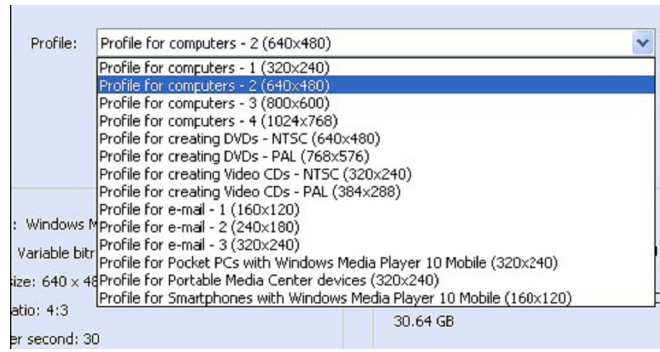 Profile: Profile for computers - 2 (640x480)
Profile for computers - 1 (320x240)
Profile for computers - 2 (640x480)
Profile for computers - 3 (800x600)
Profile for computers - 4 (1024x768)
Profile for creating DVDs - NTSC (640x480)
Profile for creating DVDs - PAL (768x576)
Profile for creating Video CDs - NTSC (320x240)
Profile for creating Video CDs - PAL (384x288)
Profile for e-mail - 1 (160x120)
: Windows M
Profile for e-mail - 2 (240x180)
Profile for e-mail - 3 (320x240)
Variable bitr
Profile for Pocket PCs with Windows Media Player 10 Mobile (320x240)
size: 640 x 48
Profile for Portable Media Center devices (320x240)
Profile for Smartphones with Windows Media Player 10 Mobile (160x120)
atio: 4:3
30.64 GB
er second: 30